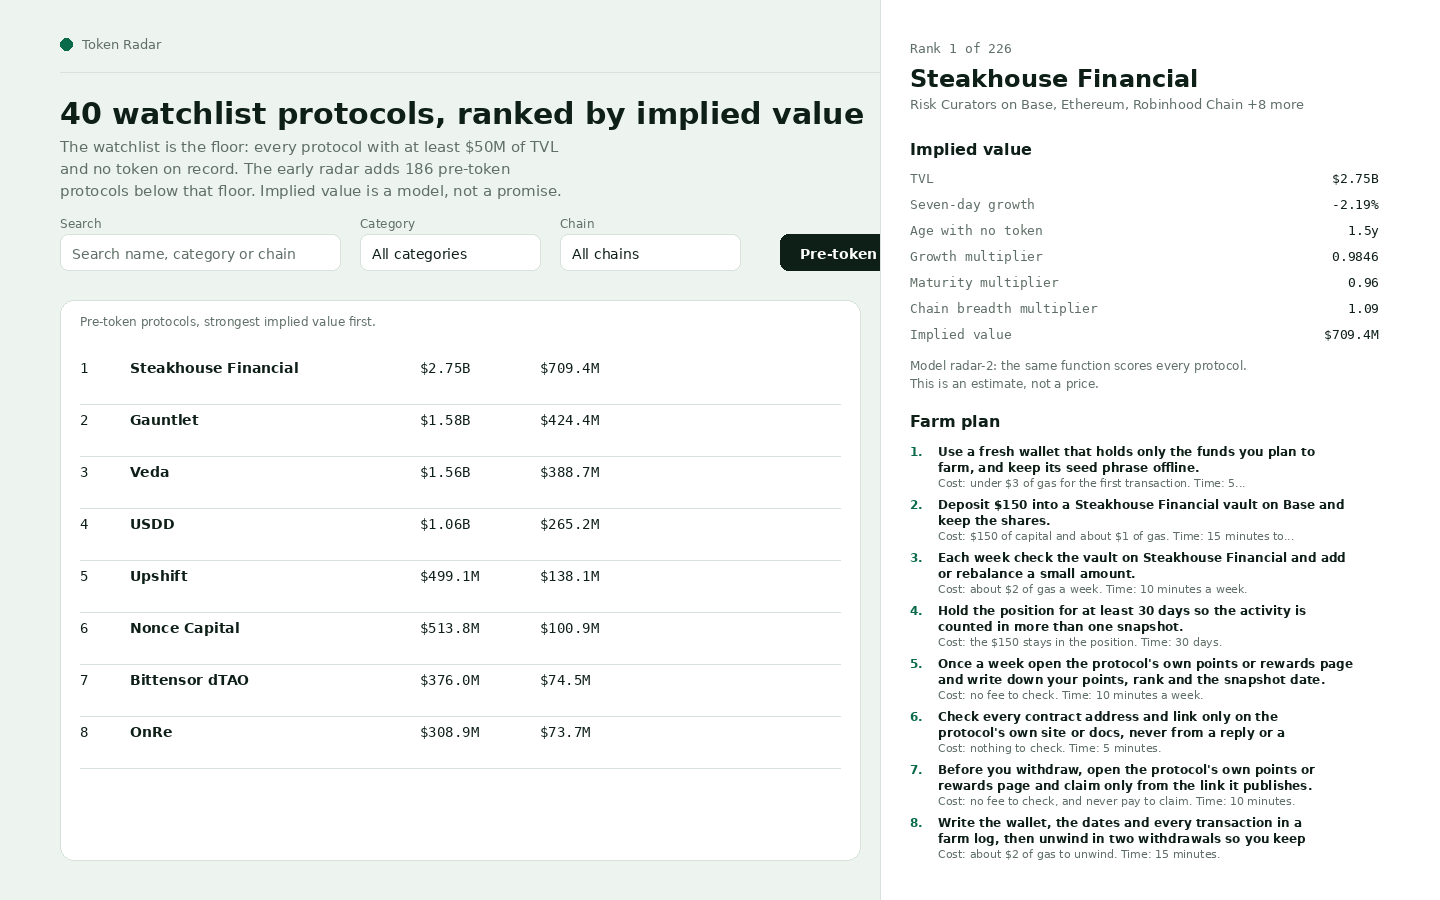 Token Radar
40 watchlist protocols, ranked by implied value
The watchlist is the floor: every protocol with at least $50M of TVL
and no token on record. The early radar adds 186 pre-token
protocols below that floor. Implied value is a model, not a promise.
Search Category Chain
Search name, category or chain All categories All chains Pre-token
Pre-token protocols, strongest implied value first.
1 Steakhouse Financial $2.75B $709.4M
2 Gauntlet $1.58B $424.4M
3 Veda $1.56B $388.7M
4 USDD $1.06B $265.2M
5 Upshift $499.1M $138.1M
6 Nonce Capital $513.8M $100.9M
7 Bittensor dTAO $376.0M $74.5M
8 OnRe $308.9M $73.7M
Rank 1 of 226
Steakhouse Financial
Risk Curators on Base, Ethereum, Robinhood Chain +8 more
Implied value
TVL $2.75B
Seven-day growth -2.19%
Age with no token 1.5y
Growth multiplier 0.9846
Maturity multiplier 0.96
Chain breadth multiplier 1.09
Implied value $709.4M
Model radar-2: the same function scores every protocol.
This is an estimate, not a price.
Farm plan
1. Use a fresh wallet that holds only the funds you plan to
farm, and keep its seed phrase offline.
Cost: under $3 of gas for the first transaction. Time: 5...
2. Deposit $150 into a Steakhouse Financial vault on Base and
keep the shares.
Cost: $150 of capital and about $1 of gas. Time: 15 minutes to...
3. Each week check the vault on Steakhouse Financial and add
or rebalance a small amount.
Cost: about $2 of gas a week. Time: 10 minutes a week.
4. Hold the position for at least 30 days so the activity is
counted in more than one snapshot.
Cost: the $150 stays in the position. Time: 30 days.
5. Once a week open the protocol's own points or rewards page
and write down your points, rank and the snapshot date.
Cost: no fee to check. Time: 10 minutes a week.
6. Check every contract address and link only on the
protocol's own site or docs, never from a reply or a
Cost: nothing to check. Time: 5 minutes.
7. Before you withdraw, open the protocol's own points or
rewards page and claim only from the link it publishes.
Cost: no fee to check, and never pay to claim. Time: 10 minutes.
8. Write the wallet, the dates and every transaction in a
farm log, then unwind in two withdrawals so you keep
Cost: about $2 of gas to unwind. Time: 15 minutes.